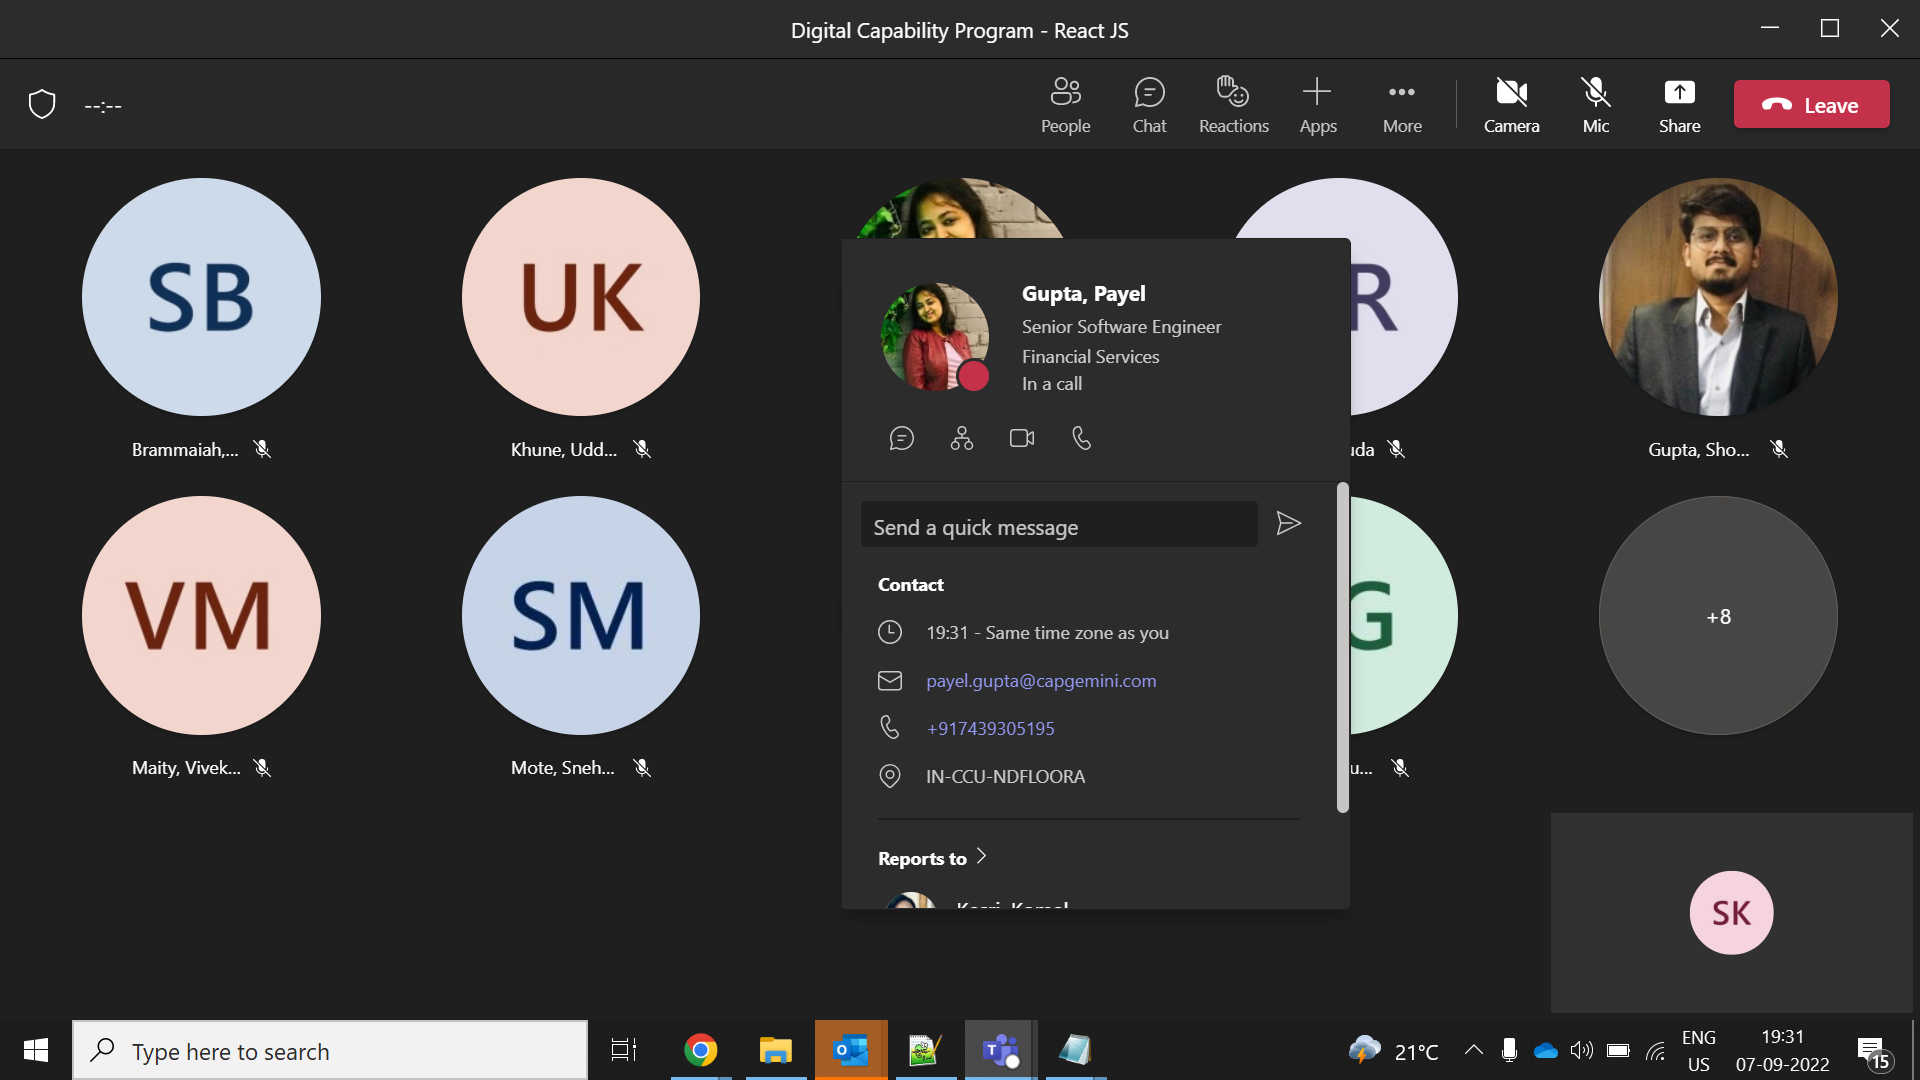 Digital Capability Program - React JS
--:--
People
Chat
Reactions
Apps
More
Camera
Mic
Share
Leave
SB
UK
R
Brammaiah,...
Khune, Udd...
uda
Gupta, Sho...
Gupta, Payel
Senior Software Engineer
Financial Services
In a call
Send a quick message
Contact
19:31 - Same time zone as you
payel.gupta@capgemini.com
+917439305195
IN-CCU-NDFLOORA
Reports to
VM
SM
G
+8
Maity, Vivek...
Mote, Sneh...
u...
SK
Type here to search
21°C
ENG
US
19:31
07-09-2022
15